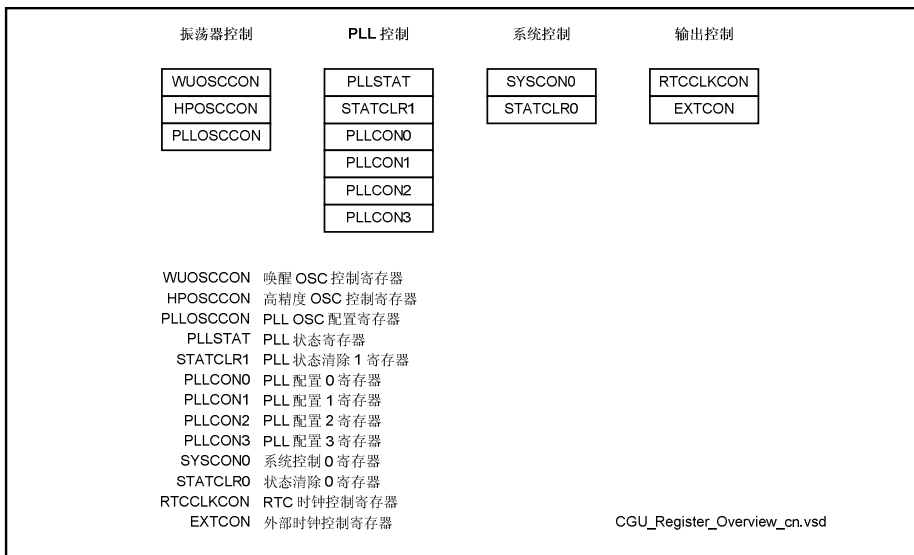 振荡器控制 PLL 控制 系统控制 输出控制
WUOSCCON PLLSTAT SYSCON0 RTCCLKCON
HPOSCCON STATCLR1 STATCLR0 EXTCON
PLLOSCCON PLLCON0
PLLCON1
PLLCON2
PLLCON3
WUOSCCON 唤醒 OSC 控制寄存器
HPOSCCON 高精度 OSC 控制寄存器
PLLOSCCON PLL OSC 配置寄存器
PLLSTAT PLL 状态寄存器
STATCLR1 PLL 状态清除 1 寄存器
PLLCON0 PLL 配置 0 寄存器
PLLCON1 PLL 配置 1 寄存器
PLLCON2 PLL 配置 2 寄存器
PLLCON3 PLL 配置 3 寄存器
SYSCON0 系统控制 0 寄存器
STATCLR0 状态清除 0 寄存器
RTCCLKCON RTC 时钟控制寄存器
EXTCON 外部时钟控制寄存器
CGU_Register_Overview_cn.vsd